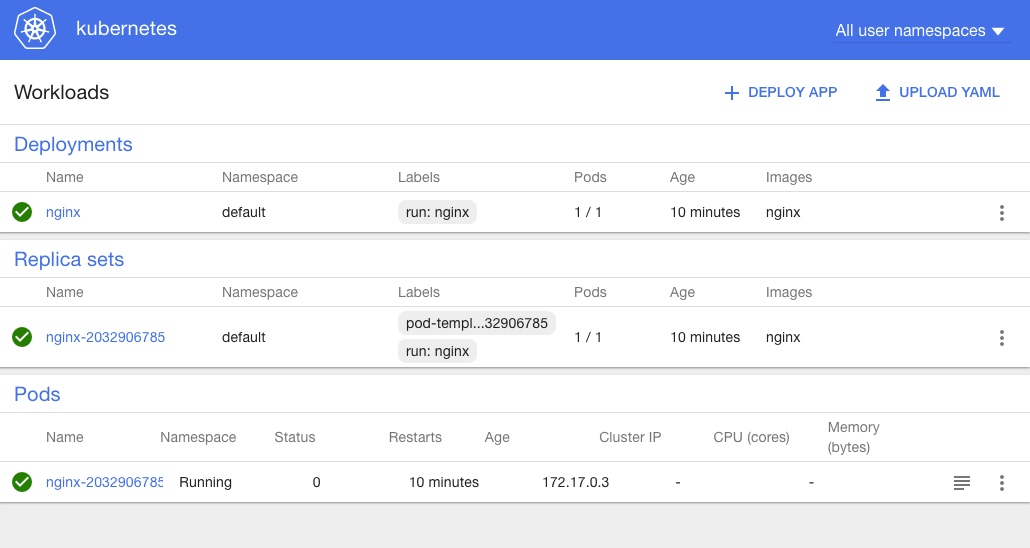 kubernetes
All user namespaces
Workloads
DEPLOY APP
UPLOAD YAML
Deployments
Name Namespace Labels Pods Age Images
nginx default run: nginx 1 / 1 10 minutes nginx
Replica sets
Name Namespace Labels Pods Age Images
pod-templ...32906785
nginx-2032906785 default 1 / 1 10 minutes nginx
run: nginx
Pods
Name Namespace Status Restarts Age Cluster IP CPU (cores) Memory
(bytes)
nginx-2032906785 Running 0 10 minutes 172.17.0.3 - -